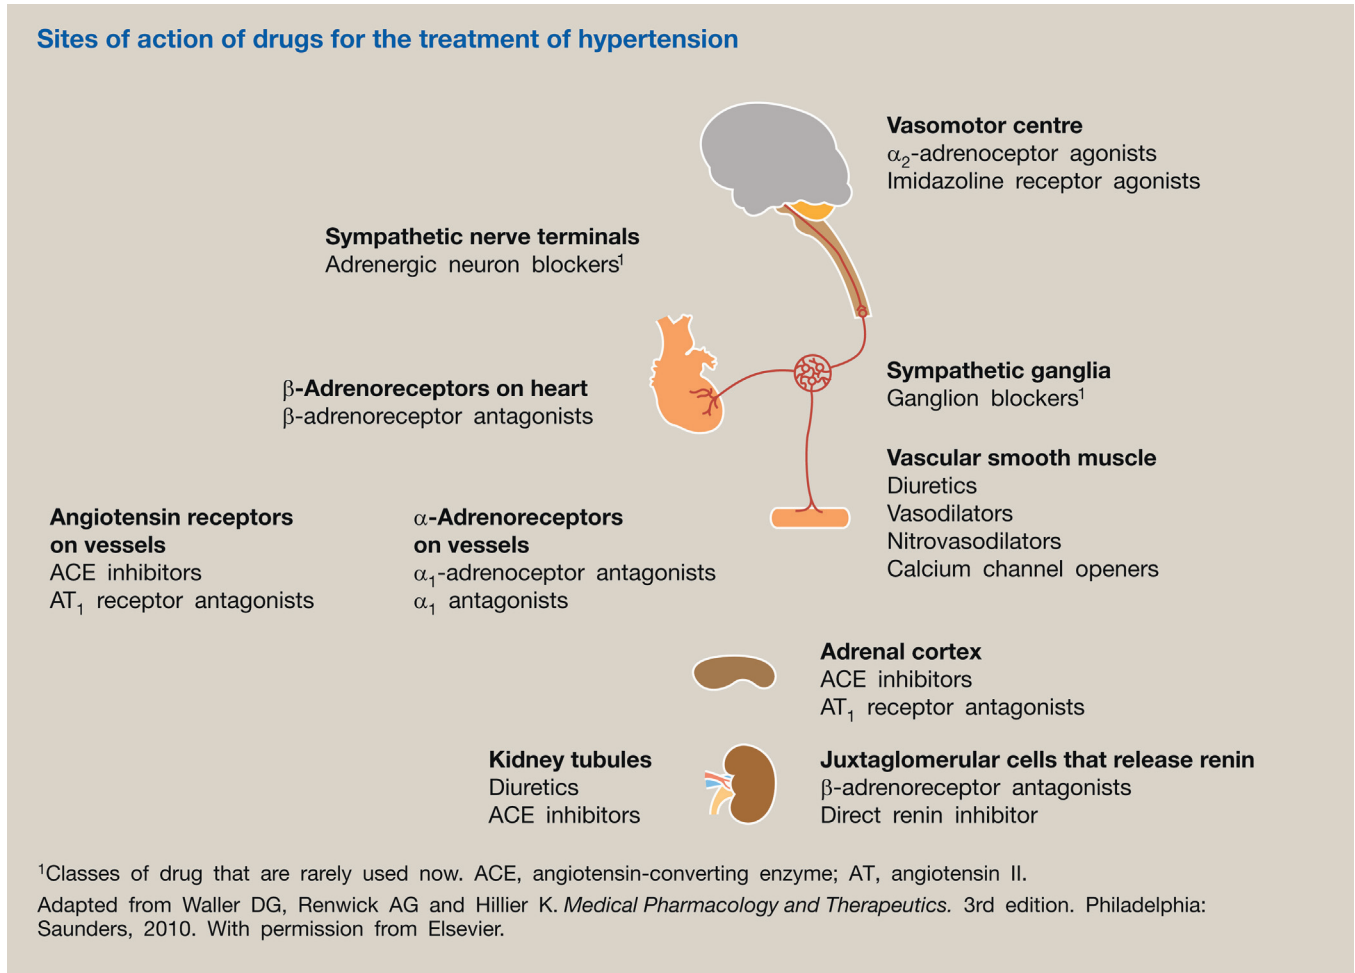 Sites of action of drugs for the treatment of hypertension
Vasomotor centre
α2-adrenoceptor agonists
Imidazoline receptor agonists
Sympathetic nerve terminals
Adrenergic neuron blockers1
β-Adrenoreceptors on heart
β-adrenoreceptor antagonists
Sympathetic ganglia
Ganglion blockers1
Vascular smooth muscle
Diuretics
Vasodilators
Nitrovasodilators
Calcium channel openers
Angiotensin receptors
on vessels
ACE inhibitors
AT1 receptor antagonists
α-Adrenoreceptors
on vessels
α1-adrenoceptor antagonists
α1 antagonists
Adrenal cortex
ACE inhibitors
AT1 receptor antagonists
Kidney tubules
Diuretics
ACE inhibitors
Juxtaglomerular cells that release renin
β-adrenoreceptor antagonists
Direct renin inhibitor
1Classes of drug that are rarely used now. ACE, angiotensin-converting enzyme; AT, angiotensin II.
Adapted from Waller DG, Renwick AG and Hillier K. Medical Pharmacology and Therapeutics. 3rd edition. Philadelphia:
Saunders, 2010. With permission from Elsevier.